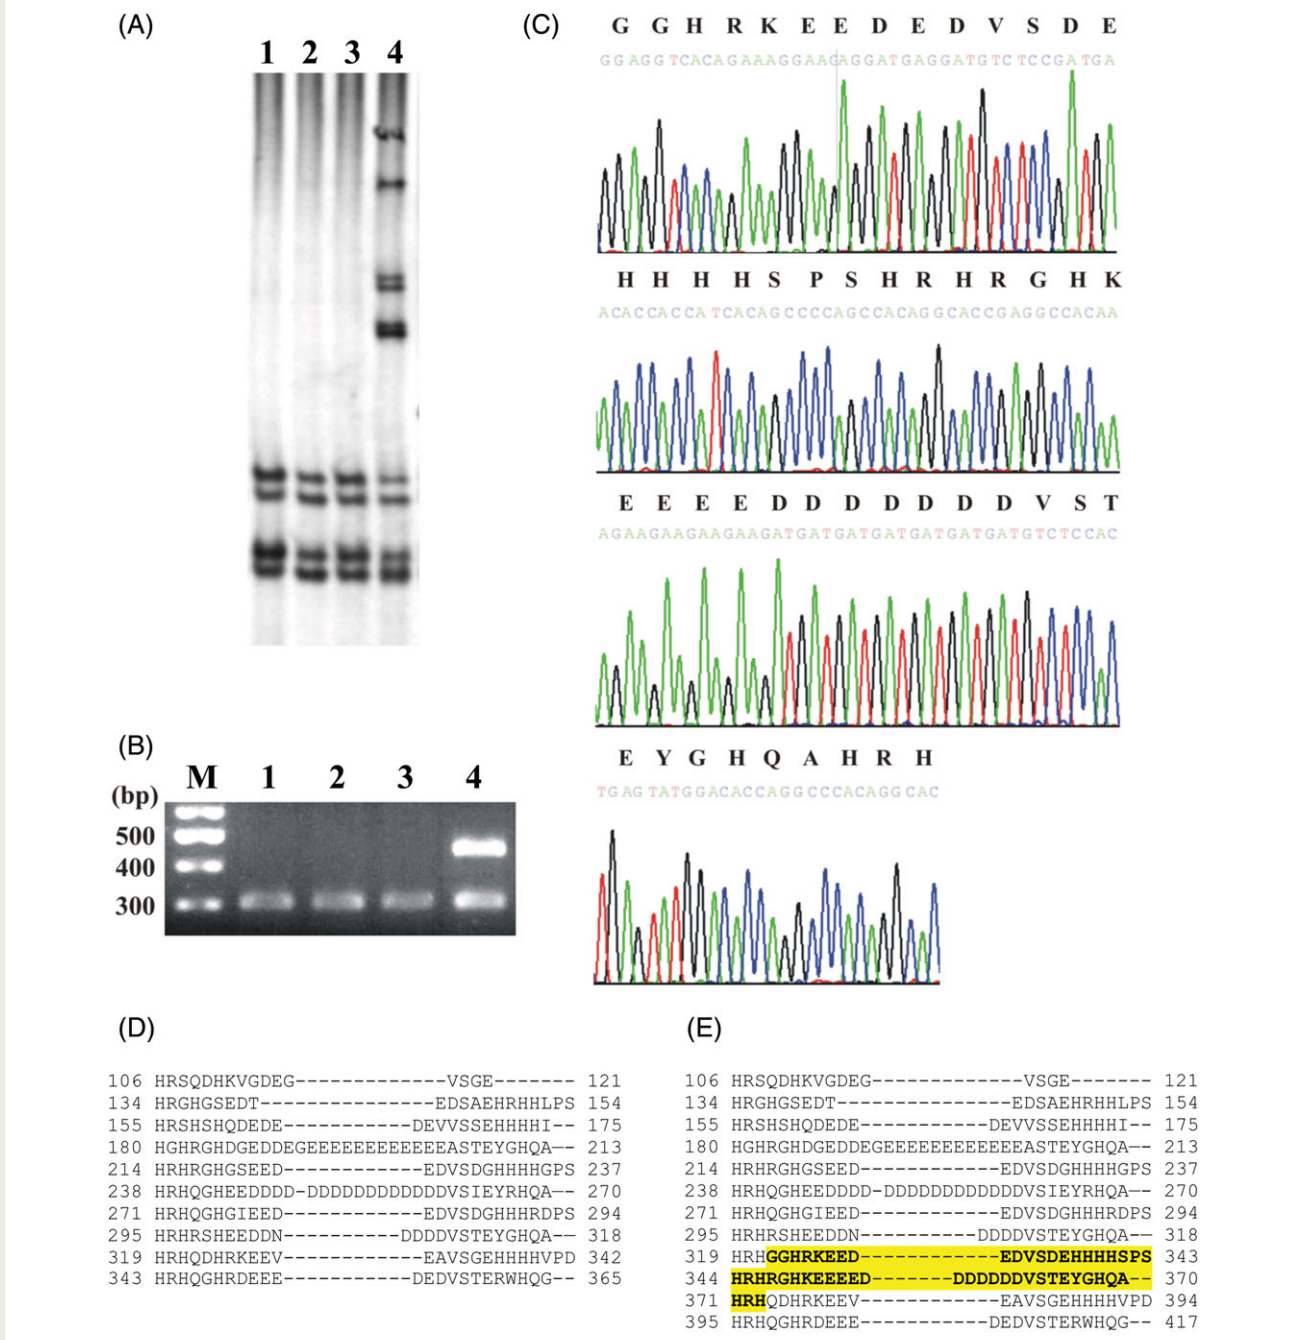 (A)
1 2 3 4
(B)
M 1 2 3 4
(bp)
500
400
300
(C)
G G H R K E E D E D V S D E
GGAGGTCACAGAAAGGAAGAGGATGAGGATGTCTCCGATGA
H H H H S P S H R H R G H K
ACACCACCATCACAGCCCCAGCCACAGGCACCGAGGCCACAA
E E E E D D D D D D D V S T
AGAAGAAGAAGAAGATGATGATGATGATGATGATGTCTCCAC
E Y G H Q A H R H
TGAGTATGGACACCAGGCCCACAGGCAC
(D)
106 HRSQDHKVGDEG-------------VSGE------- 121
134 HRGHGSEDT---------------EDSAEHRHHLPS 154
155 HRSHSHQDEDE-----------DEVVSSEHHHHI-- 175
180 HGHRGHDGEDDEGEEEEEEEEEEEEASTEYGHQA-- 213
214 HRHRGHGSEED------------EDVSDGHHHHGPS 237
238 HRHQGHEEDDDD-DDDDDDDDDDDDVSIEYRHQA-- 270
271 HRHQGHGIEED------------EDVSDGHHHRDPS 294
295 HRHRSHEEDDN----------DDDDVSTEYGHQA-- 318
319 HRHQDHRKEEV------------EAVSGEHHHHVPD 342
343 HRHQGHRDEEE-----------DEDVSTERWHQG-- 365
(E)
106 HRSQDHKVGDEG-------------VSGE------- 121
134 HRGHGSEDT---------------EDSAEHRHHLPS 154
155 HRSHSHQDEDE-----------DEVVSSEHHHHI-- 175
180 HGHRGHDGEDDEGEEEEEEEEEEEEASTEYGHQA-- 213
214 HRHRGHGSEED------------EDVSDGHHHHGPS 237
238 HRHQGHEEDDDD-DDDDDDDDDDDDVSIEYRHQA-- 270
271 HRHQGHGIEED------------EDVSDGHHHRDPS 294
295 HRHRSHEEDDN----------DDDDVSTEYGHQA-- 318
319 HRHGGHRKEED------------EDVSDEHHHHSPS 343
344 HRHRGHKEEEED-------DDDDDDVSTEYGHQA-- 370
371 HRHQDHRKEEV------------EAVSGEHHHHVPD 394
395 HRHQGHRDEEE-----------DEDVSTERWHQG-- 417